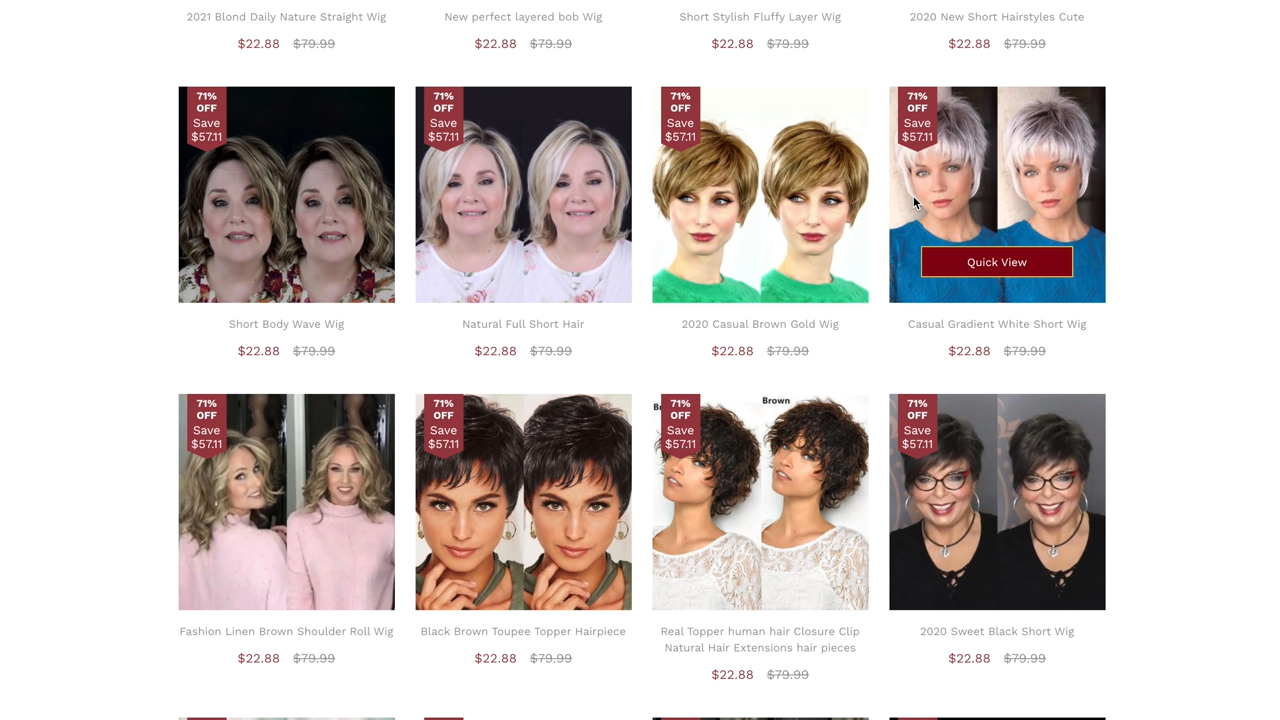 2021 Blond Daily Nature Straight Wig
New perfect layered bob Wig
Short Stylish Fluffy Layer Wig
2020 New Short Hairstyles Cute
$22.88 $79.99
$22.88 $79.99
$22.88 $79.99
$22.88 $79.99
71%
OFF
Save
$57.11
71%
OFF
Save
$57.11
71%
OFF
Save
$57.11
71%
OFF
Save
$57.11
Quick View
Short Body Wave Wig
Natural Full Short Hair
2020 Casual Brown Gold Wig
Casual Gradient White Short Wig
$22.88 $79.99
$22.88 $79.99
$22.88 $79.99
$22.88 $79.99
71%
OFF
Save
$57.11
71%
OFF
Save
$57.11
71%
OFF
Save
$57.11
Brown
71%
OFF
Save
$57.11
Fashion Linen Brown Shoulder Roll Wig
Black Brown Toupee Topper Hairpiece
Real Topper human hair Closure Clip
Natural Hair Extensions hair pieces
2020 Sweet Black Short Wig
$22.88 $79.99
$22.88 $79.99
$22.88 $79.99
$22.88 $79.99